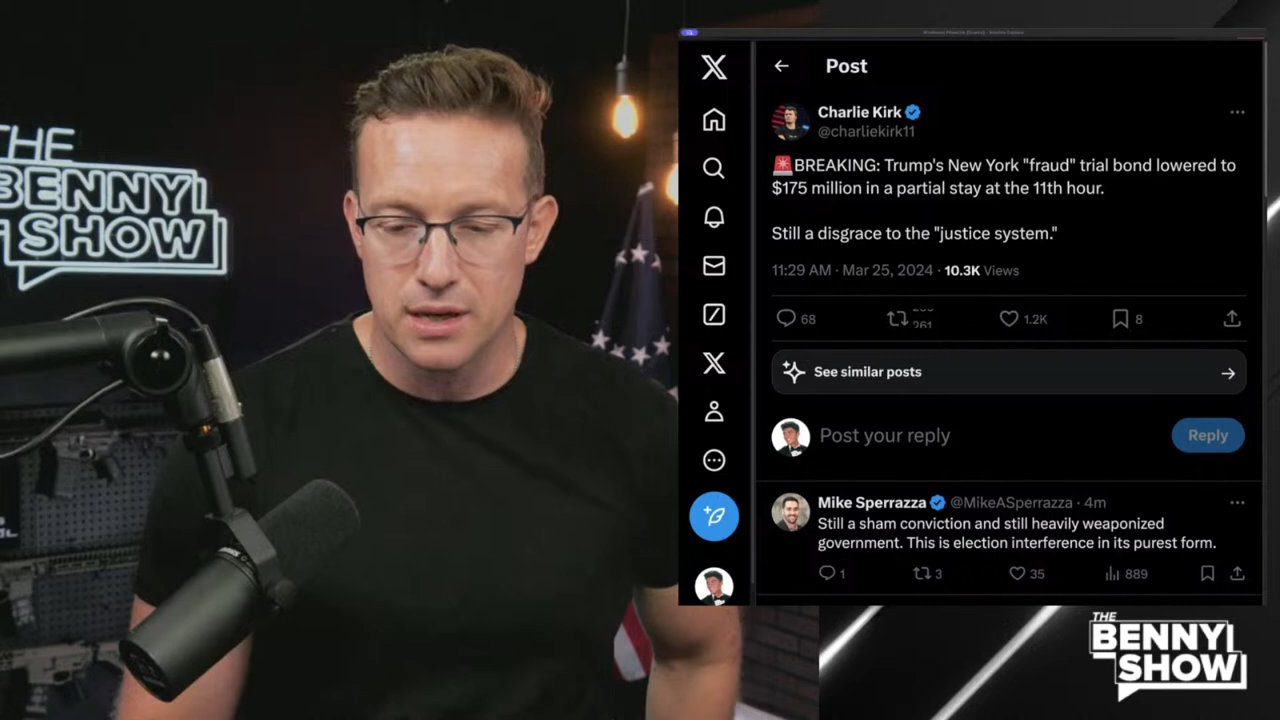 THE
BENNY
SHOW
Post
Charlie Kirk
@charliekirk11
🚨BREAKING: Trump's New York "fraud" trial bond lowered to
$175 million in a partial stay at the 11th hour.
Still a disgrace to the "justice system."
11:29 AM · Mar 25, 2024 · 10.3K Views
68
261
1.2K
8
See similar posts
Post your reply
Reply
Mike Sperrazza @MikeASperrazza · 4m
Still a sham conviction and still heavily weaponized
government. This is election interference in its purest form.
1
3
35
889
THE
BENNY
SHOW